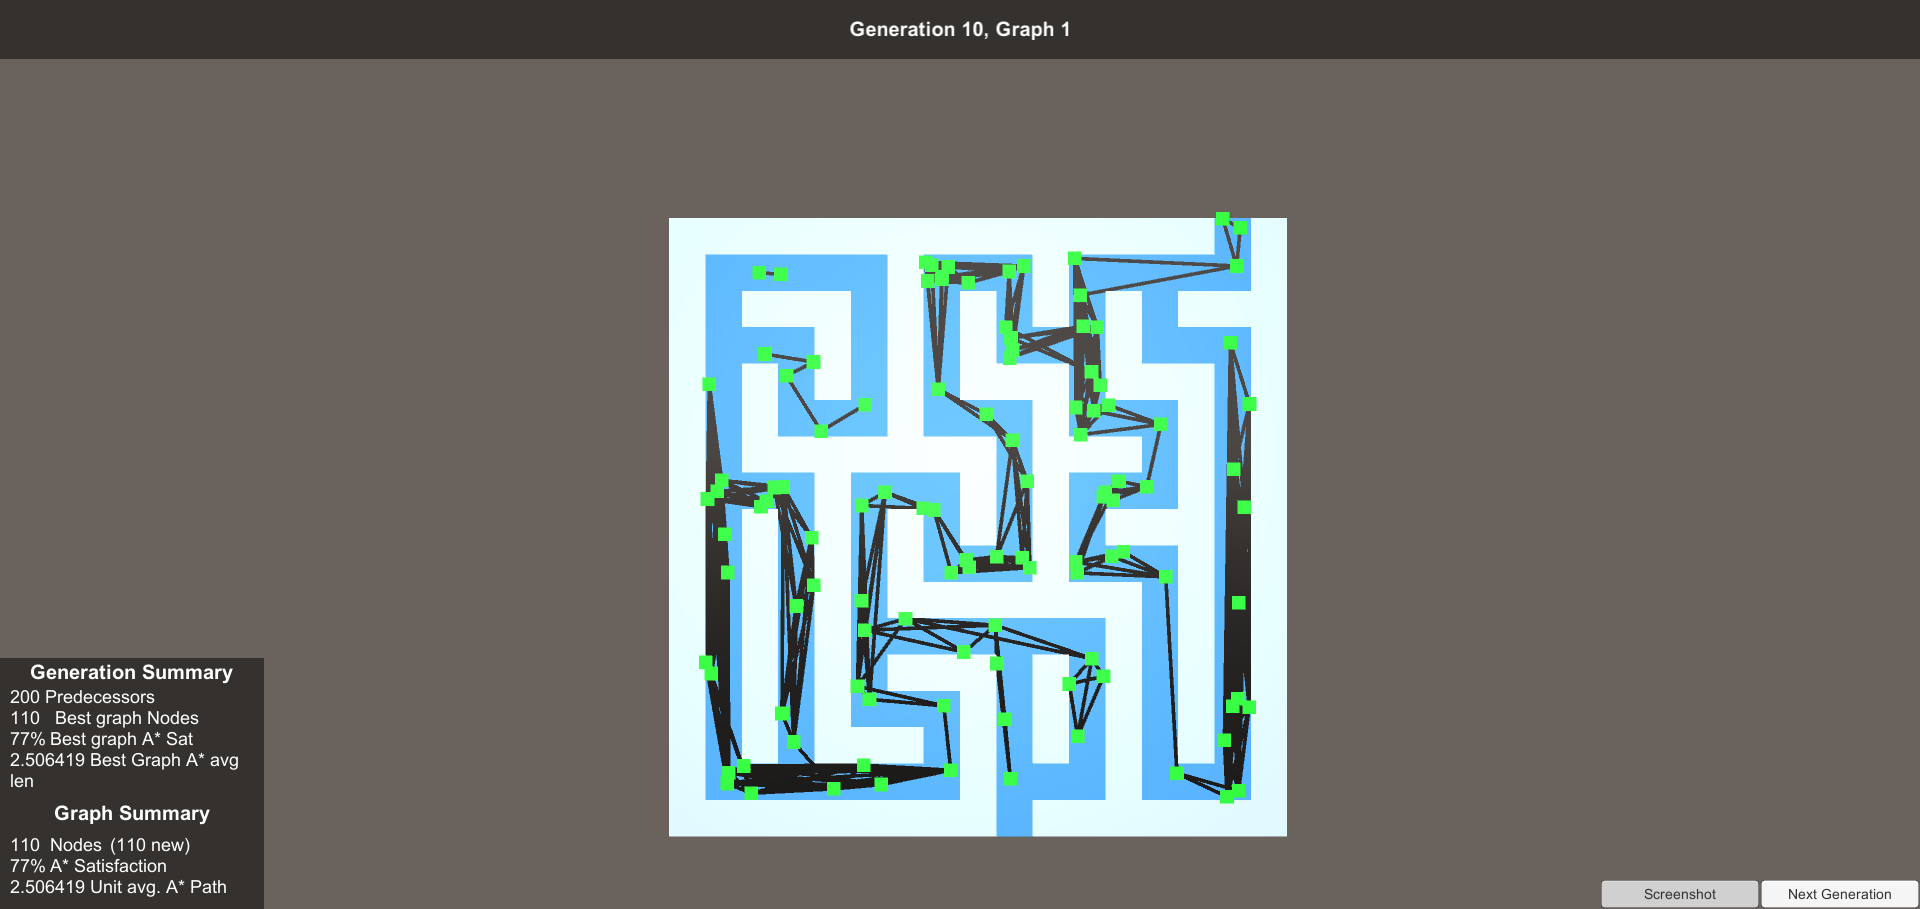 Generation 10, Graph 1
Generation Summary
200 Predecessors
110 Best graph Nodes
77% Best graph A* Sat
2.506419 Best Graph A* avg
len
Graph Summary
110 Nodes (110 new)
77% A* Satisfaction
2.506419 Unit avg. A* Path
Screenshot
Next Generation